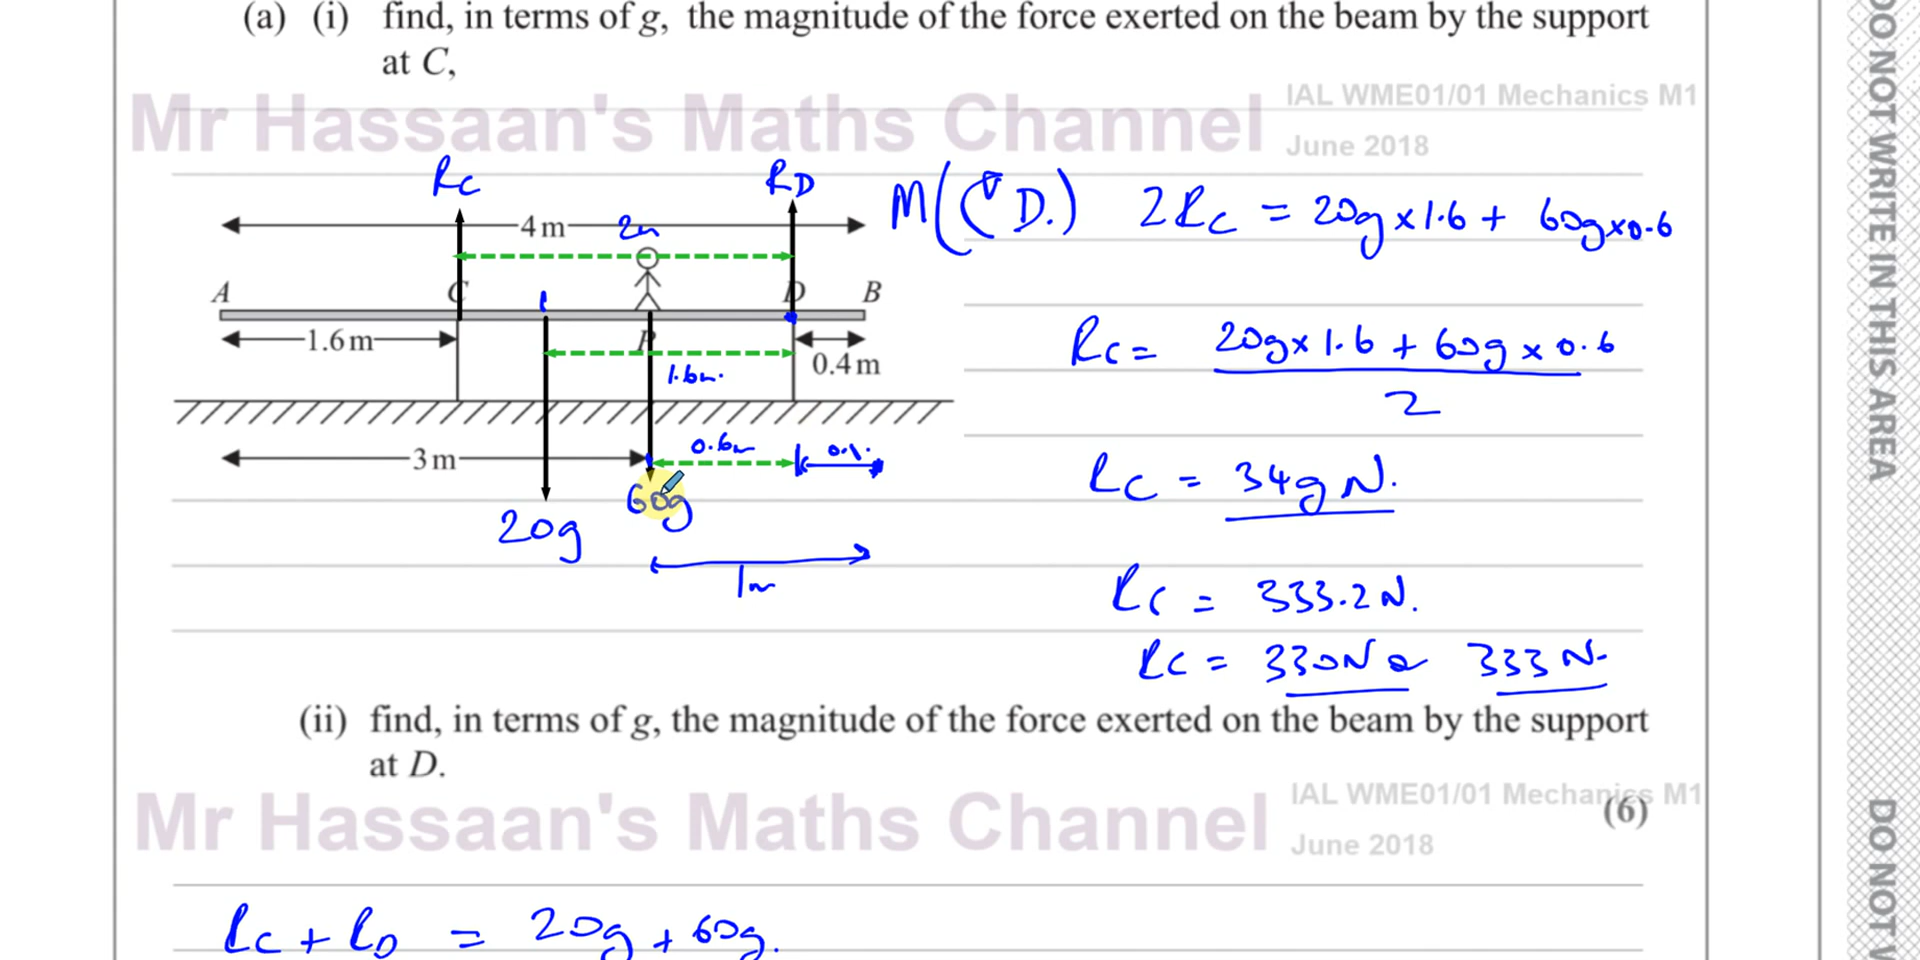 (a) (i) find, in terms of g, the magnitude of the force exerted on the beam by the support
at C,
Mr Hassaan's Maths Channel
IAL WME01/01 Mechanics M1
June 2018
RC
RD
4 m
2m
A
C
D
B
P
1.6 m
0.4 m
1.6m.
3 m
0.6m
20g
60g
1m
M(D.) 2RC = 20g×1.6 + 60g×0.6
RC = 20g×1.6 + 60g×0.6
2
RC = 34g N.
RC = 333.2N.
RC = 330N or 333N.
(ii) find, in terms of g, the magnitude of the force exerted on the beam by the support
at D.
(6)
Mr Hassaan's Maths Channel
IAL WME01/01 Mechanics M1
June 2018
RC + RD = 20g + 60g.
DO NOT WRITE IN THIS AREA
DO NOT W